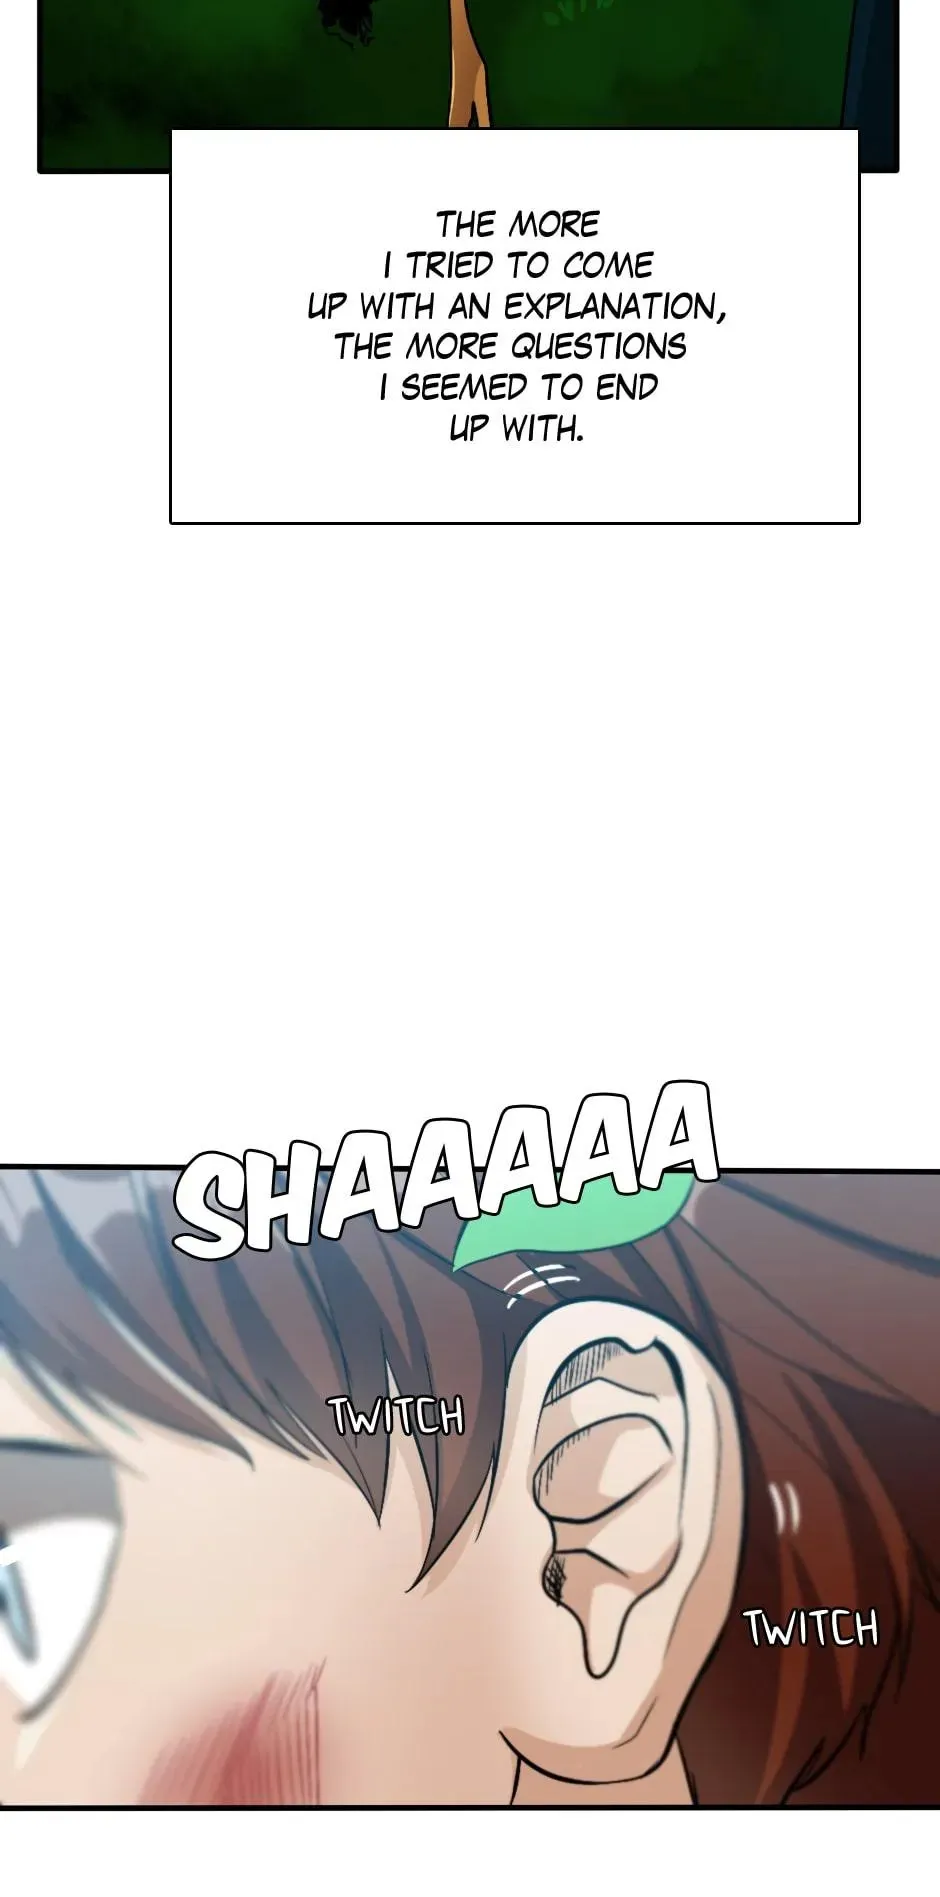 THE MORE
I TRIED TO COME
UP WITH AN EXPLANATION,
THE MORE QUESTIONS
I SEEMED TO END
UP WITH.
SHAAAAAA
TWITCH
TWITCH